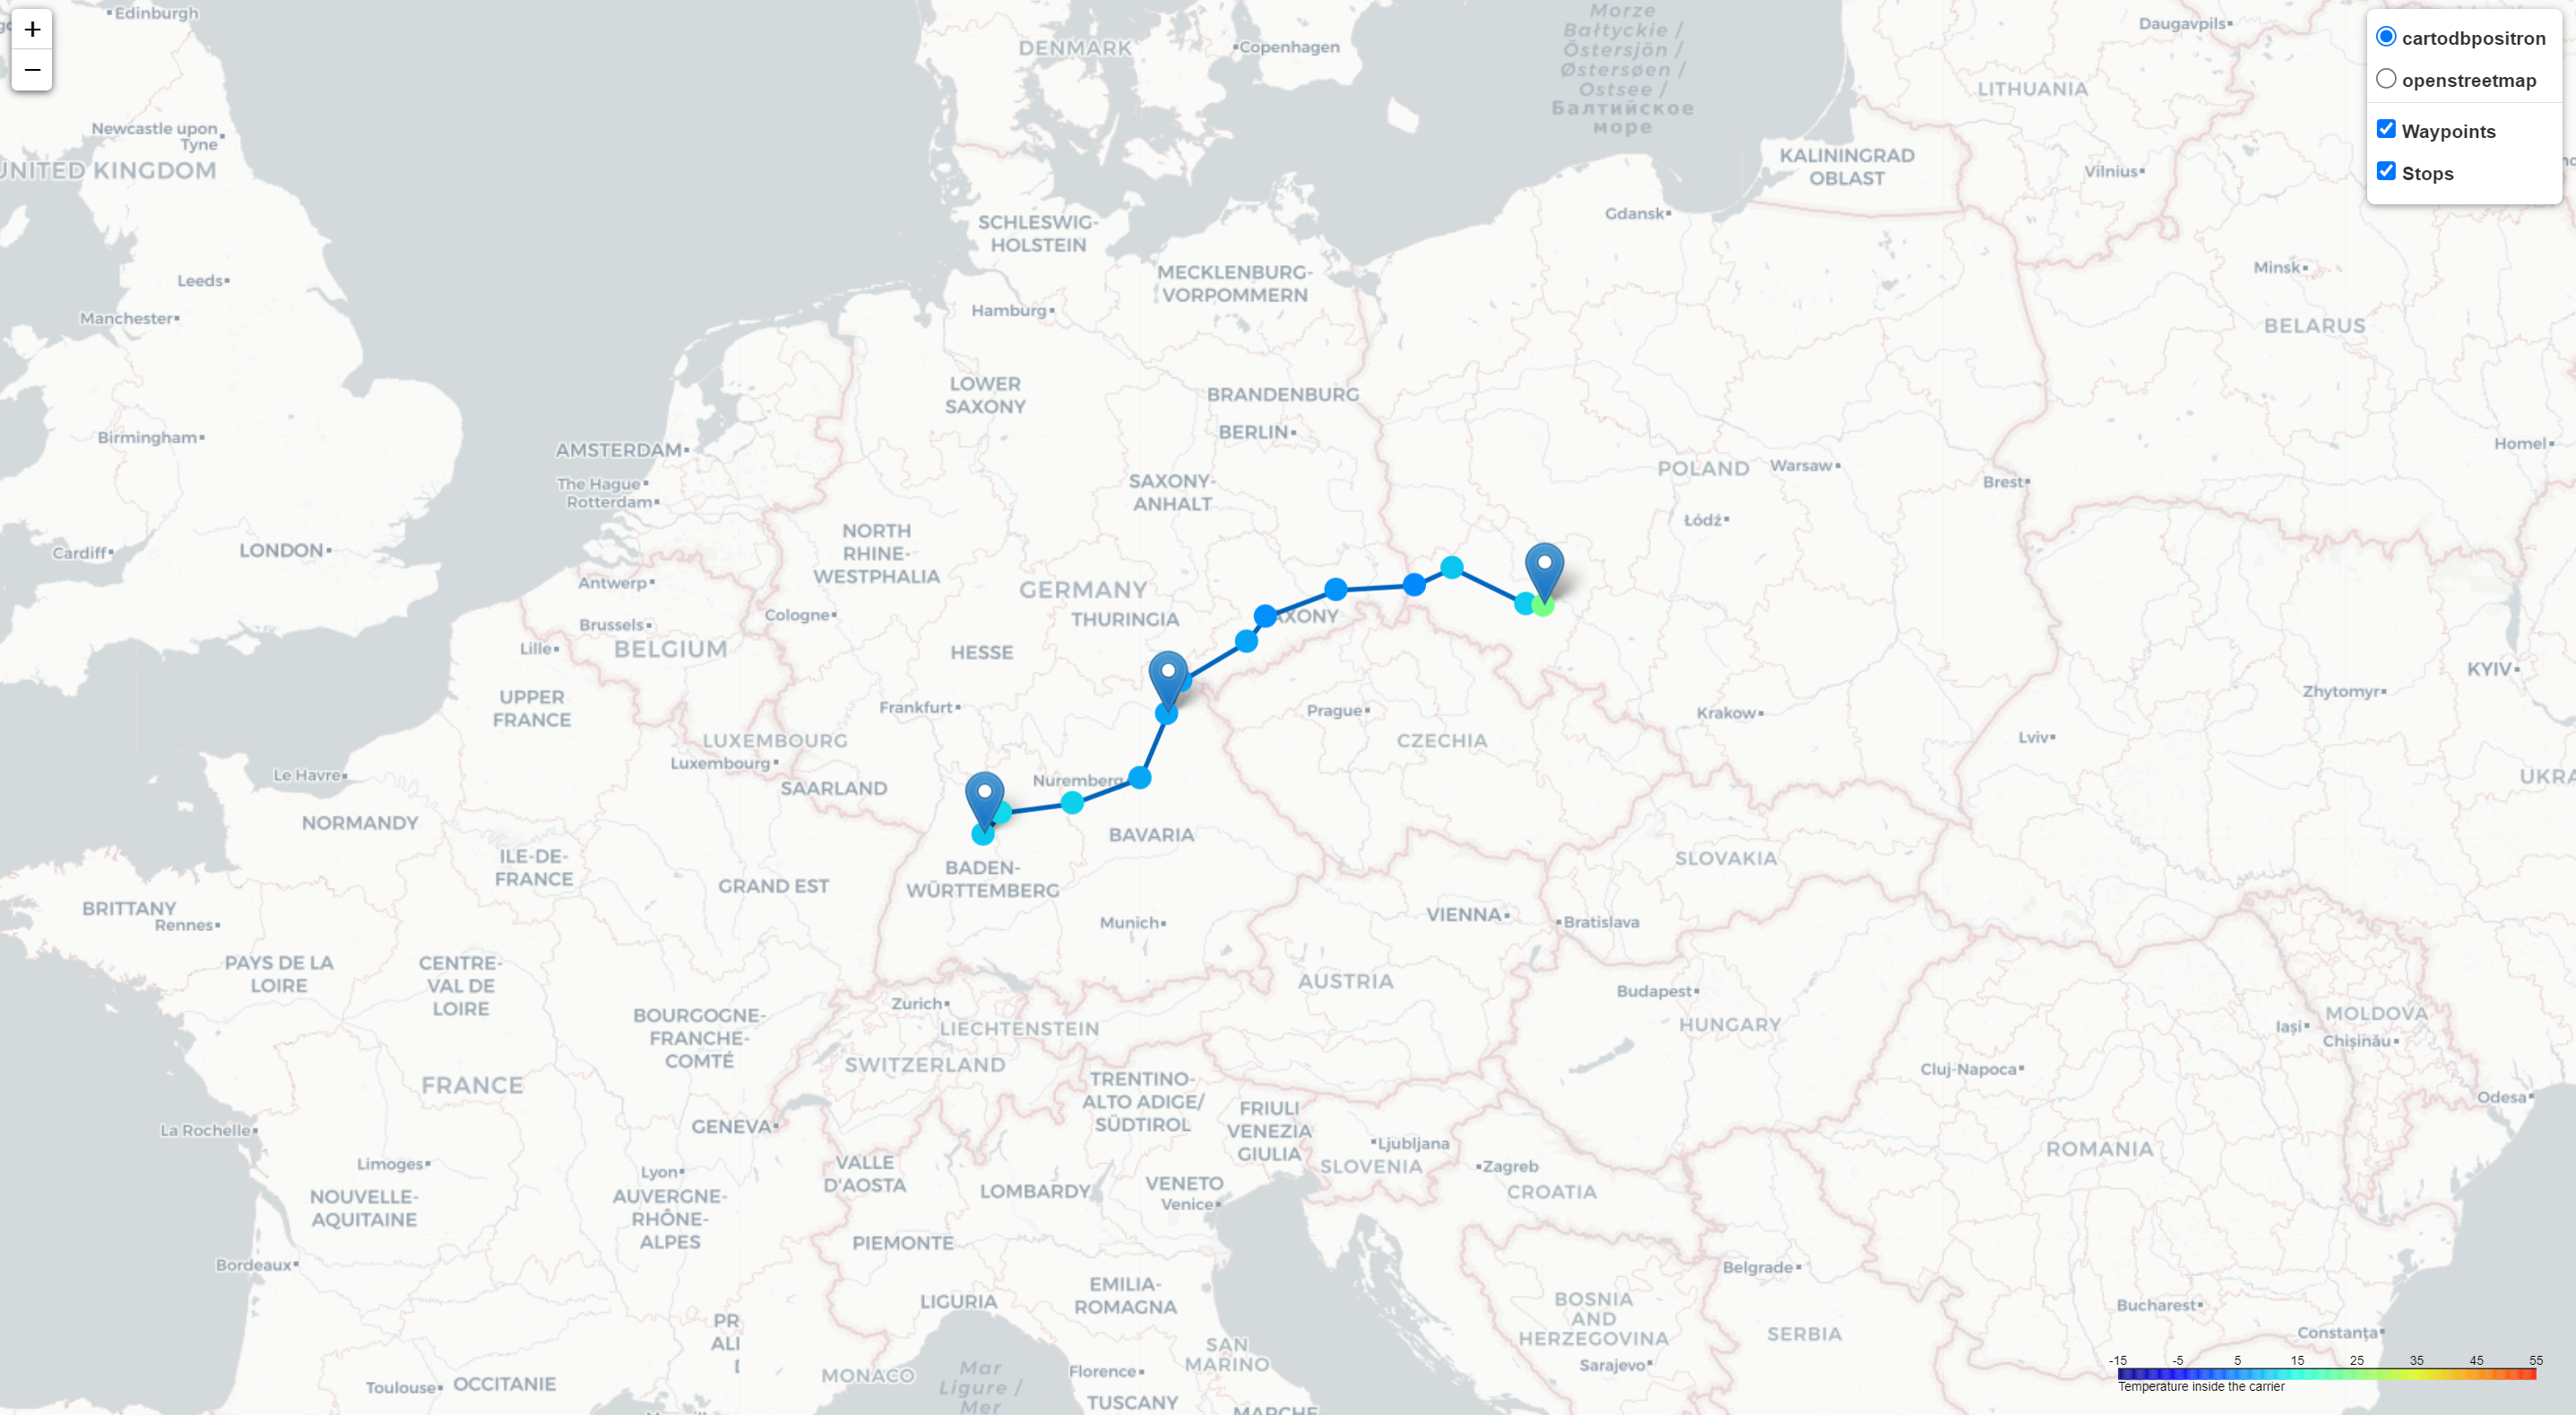 +
−
Edinburgh
DENMARK
Copenhagen
Morze
Bałtyckie /
Östersjön /
Østersøen /
Ostsee /
Балтийское
море
Daugavpils
cartodbpositron
openstreetmap
Waypoints
Stops
LITHUANIA
Newcastle upon
Tyne
UNITED KINGDOM
KALININGRAD
OBLAST
Vilnius
Gdansk
SCHLESWIG-
HOLSTEIN
MECKLENBURG-
VORPOMMERN
Minsk
Leeds
Hamburg
Manchester
BELARUS
LOWER
SAXONY
BRANDENBURG
BERLIN
Birmingham
AMSTERDAM
Homel
POLAND
Warsaw
The Hague
Rotterdam
SAXONY-
ANHALT
Brest
Łódź
NORTH
RHINE-
WESTPHALIA
Cardiff
LONDON
Antwerp
GERMANY
Cologne
THURINGIA
AXONY
Brussels
Lille
BELGIUM
HESSE
KYIV
UPPER
FRANCE
Frankfurt
Prague
Krakow
Zhytomyr
LUXEMBOURG
Luxembourg
CZECHIA
Lviv
Le Havre
SAARLAND
Nuremberg
UKRA
NORMANDY
BAVARIA
ILE-DE-
FRANCE
GRAND EST
BADEN-
WÜRTTEMBERG
SLOVAKIA
BRITTANY
Rennes
Munich
VIENNA
Bratislava
PAYS DE LA
LOIRE
CENTRE-
VAL DE
LOIRE
AUSTRIA
Budapest
Zurich
BOURGOGNE-
FRANCHE-
COMTÉ
LIECHTENSTEIN
HUNGARY
MOLDOVA
Iași
Chișinău
SWITZERLAND
FRANCE
TRENTINO-
ALTO ADIGE/
SÜDTIROL
Cluj-Napoca
Odesa
La Rochelle
GENEVA
FRIULI
VENEZIA
GIULIA
Ljubljana
SLOVENIA
Zagreb
CROATIA
ROMANIA
Limoges
Lyon
VALLE
D'AOSTA
LOMBARDY
VENETO
Venice
NOUVELLE-
AQUITAINE
AUVERGNE-
RHÔNE-
ALPES
PIEMONTE
Bordeaux
Belgrade
EMILIA-
ROMAGNA
LIGURIA
BOSNIA
AND
HERZEGOVINA
Sarajevo
SERBIA
Bucharest
Constanța
PR
ALI
SAN
MARINO
MONACO
Mar
Ligure /
Mer
Florence
TUSCANY
MARCHE
Toulouse
OCCITANIE
-15 -5 5 15 25 35 45 55
Temperature inside the carrier